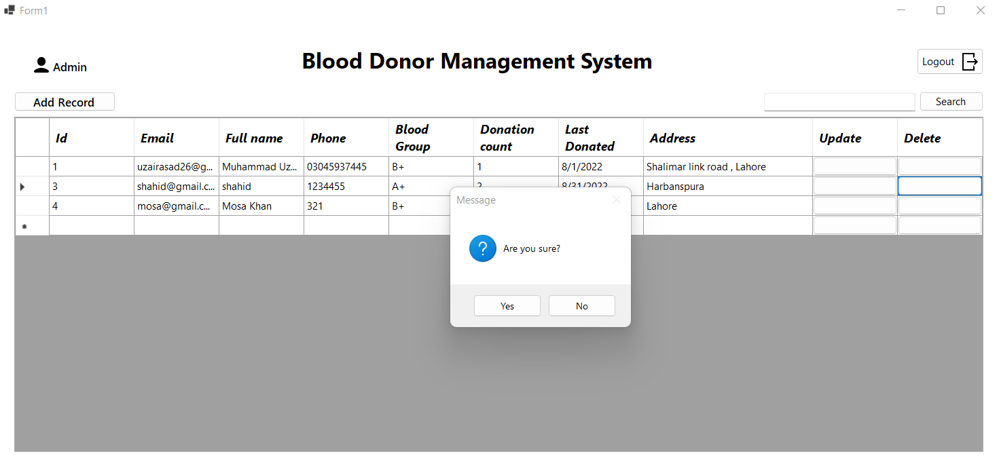 Form1
Admin
Blood Donor Management System
Logout
Add Record
Search
Id Email Full name Phone Blood Group Donation count Last Donated Address Update Delete
1 uzairasad26@g... Muhammad Uz... 03045937445 B+ 1 8/1/2022 Shalimar link road , Lahore
3 shahid@gmail.c... shahid 1234455 A+ 2 8/31/2022 Harbanspura
4 mosa@gmail.c... Mosa Khan 321 B+ Lahore
Message
Are you sure?
Yes No